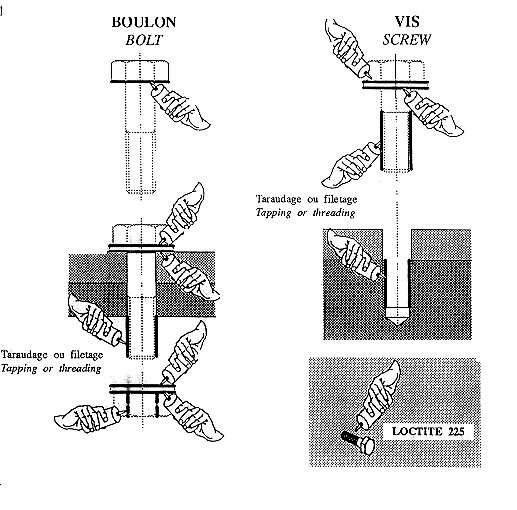 BOULON
BOLT
VIS
SCREW
Taraudage ou filetage
Tapping or threading
Taraudage ou filetage
Tapping or threading
LOCTITE 225